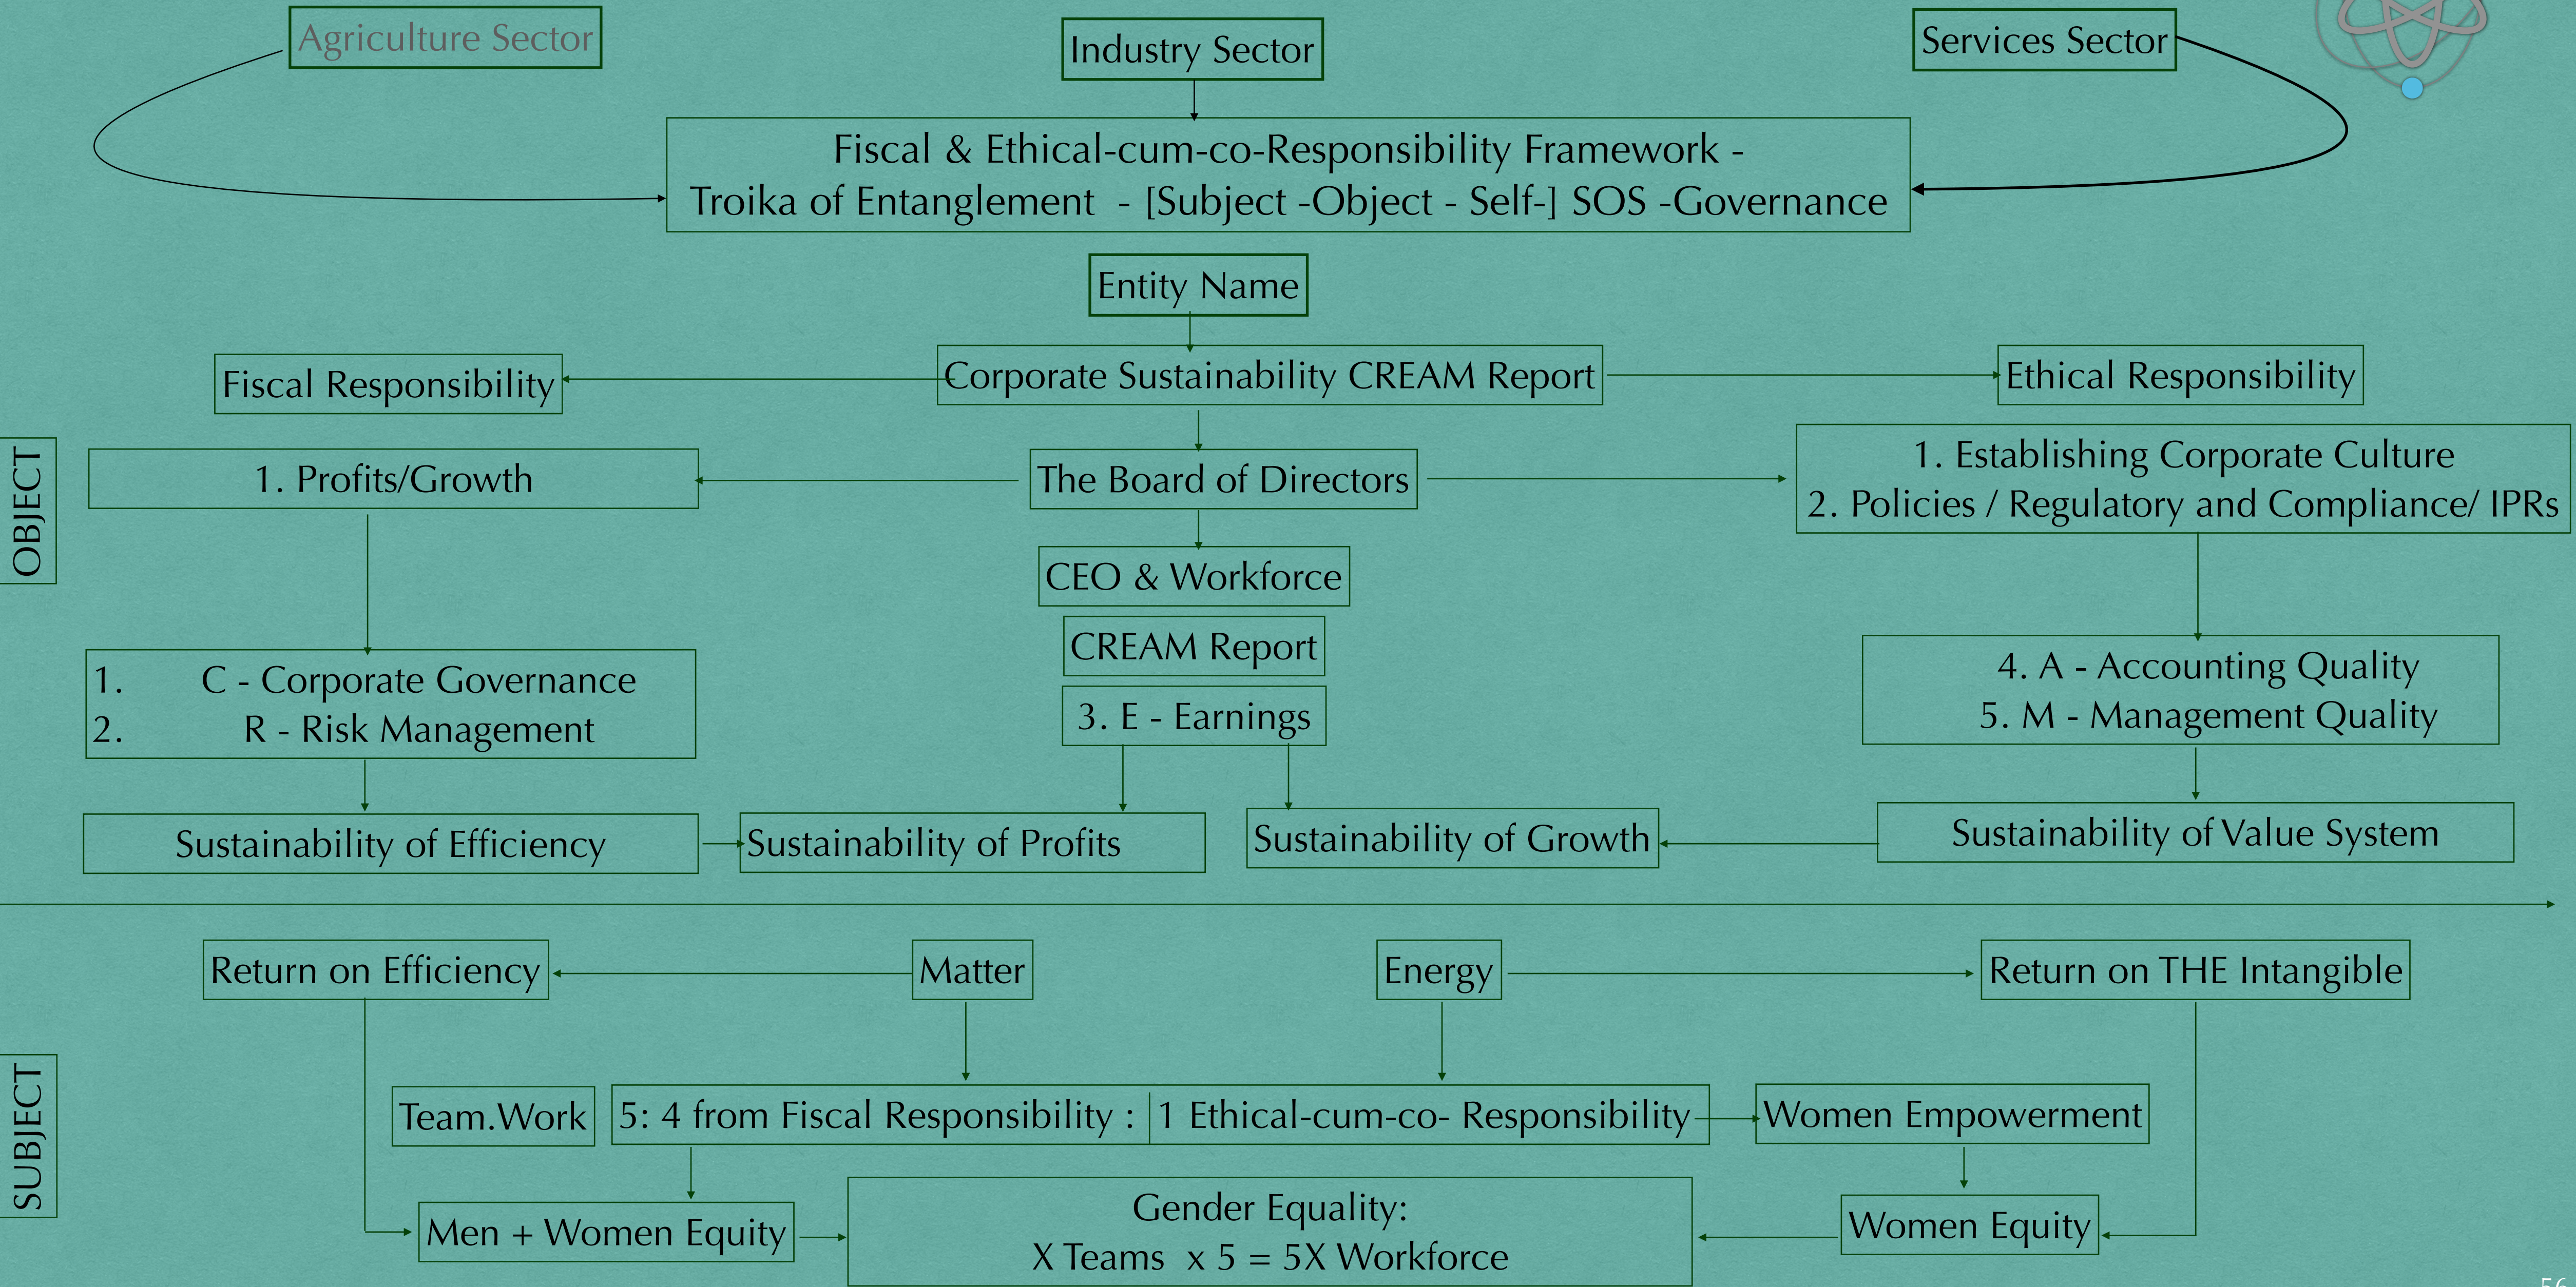 Agriculture Sector
Industry Sector
Services Sector
Fiscal & Ethical-cum-co-Responsibility Framework -
Troika of Entanglement - [Subject -Object - Self-] SOS -Governance
Entity Name
Fiscal Responsibility
Corporate Sustainability CREAM Report
Ethical Responsibility
OBJECT
1. Profits/Growth
The Board of Directors
1. Establishing Corporate Culture
2. Policies / Regulatory and Compliance/ IPRs
CEO & Workforce
CREAM Report
1. C - Corporate Governance
2. R - Risk Management
3. E - Earnings
4. A - Accounting Quality
5. M - Management Quality
Sustainability of Efficiency
Sustainability of Profits
Sustainability of Growth
Sustainability of Value System
Return on Efficiency
Matter
Energy
Return on THE Intangible
SUBJECT
Team.Work
5: 4 from Fiscal Responsibility :
1 Ethical-cum-co- Responsibility
Women Empowerment
Men + Women Equity
Gender Equality:
X Teams x 5 = 5X Workforce
Women Equity